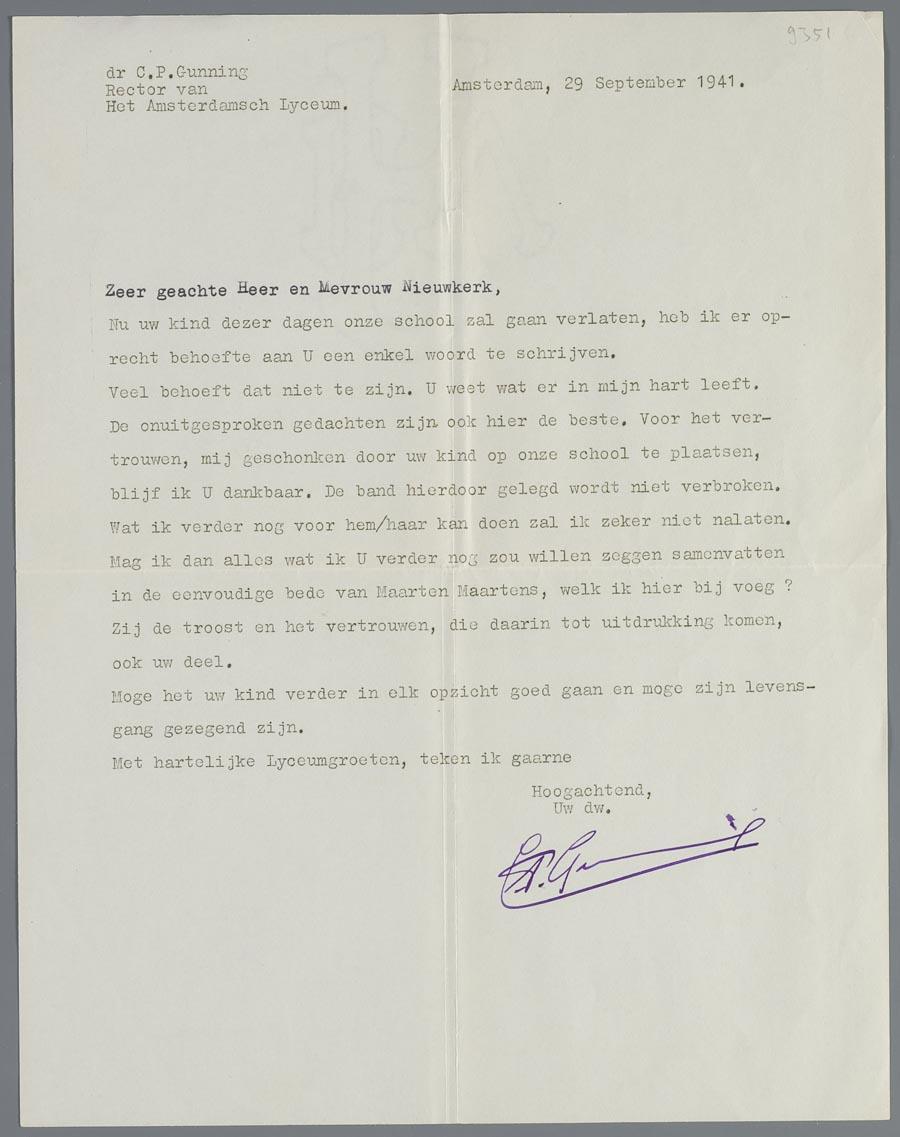 9351
dr C.P.Gunning
Rector van
Het Amsterdamsch Lyceum.
Amsterdam, 29 September 1941.
Zeer geachte Heer en Mevrouw Nieuwkerk,
Nu uw kind dezer dagen onze school zal gaan verlaten, heb ik er op-
recht behoefte aan U een enkel woord te schrijven.
Veel behoeft dat niet te zijn. U weet wat er in mijn hart leeft.
De onuitgesproken gedachten zijn ook hier de beste. Voor het ver-
trouwen, mij geschonken door uw kind op onze school te plaatsen,
blijf ik U dankbaar. De band hierdoor gelegd wordt niet verbroken.
Wat ik verder nog voor hem/haar kan doen zal ik zeker niet nalaten.
Mag ik dan alles wat ik U verder nog zou willen zeggen samenvatten
in de eenvoudige bede van Maarten Maartens, welk ik hier bij voeg ?
Zij de troost en het vertrouwen, die daarin tot uitdrukking komen,
ook uw deel.
Moge het uw kind verder in elk opzicht goed gaan en moge zijn levens-
gang gezegend zijn.
Met hartelijke Lyceumgroeten, teken ik gaarne
Hoogachtend,
Uw dw.
C.P. Gunning